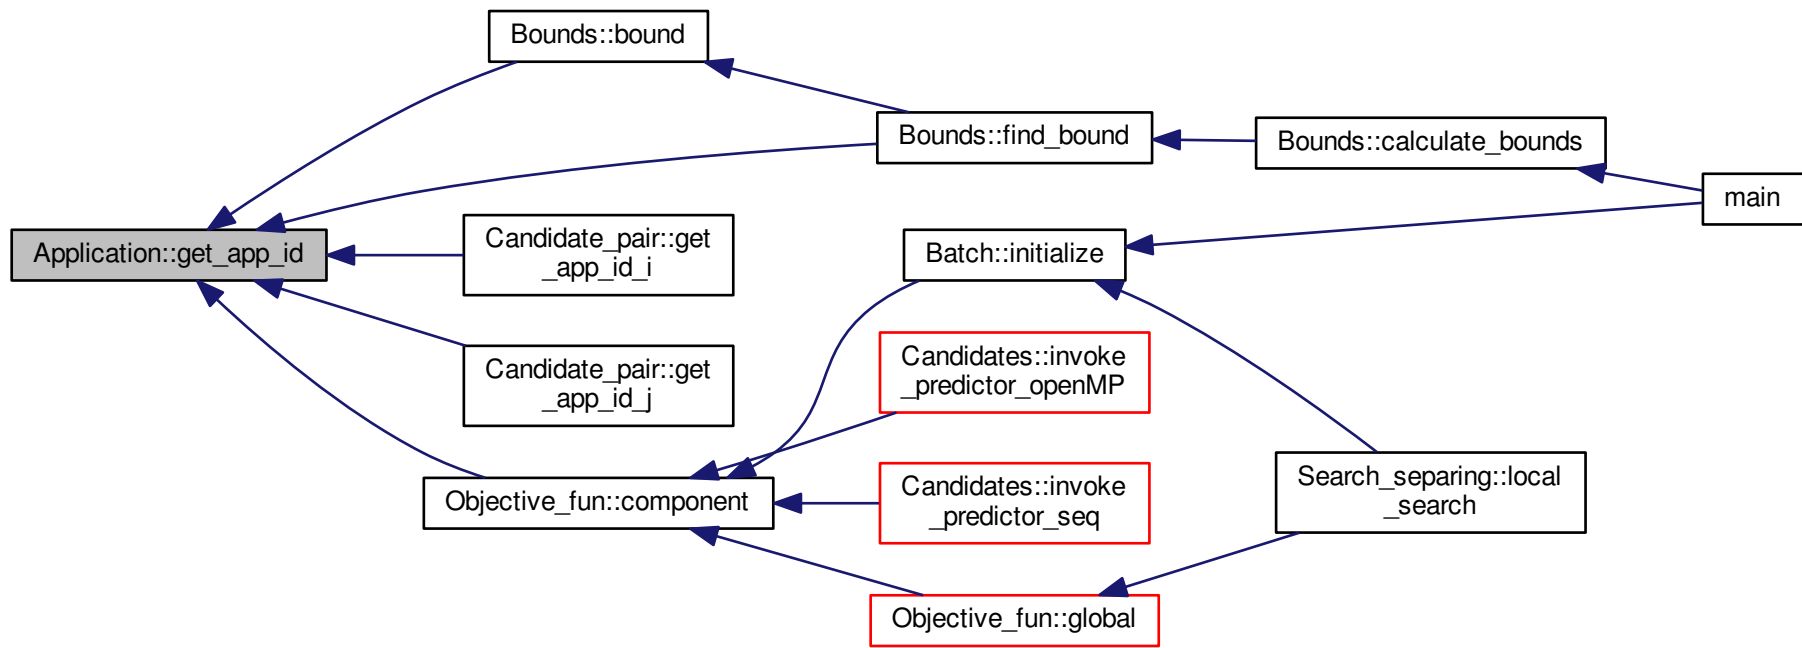 Bounds::bound
Bounds::find_bound
Bounds::calculate_bounds
main
Application::get_app_id
Candidate_pair::get
_app_id_i
Batch::initialize
Candidate_pair::get
_app_id_j
Candidates::invoke
_predictor_openMP
Objective_fun::component
Candidates::invoke
_predictor_seq
Search_separing::local
_search
Objective_fun::global